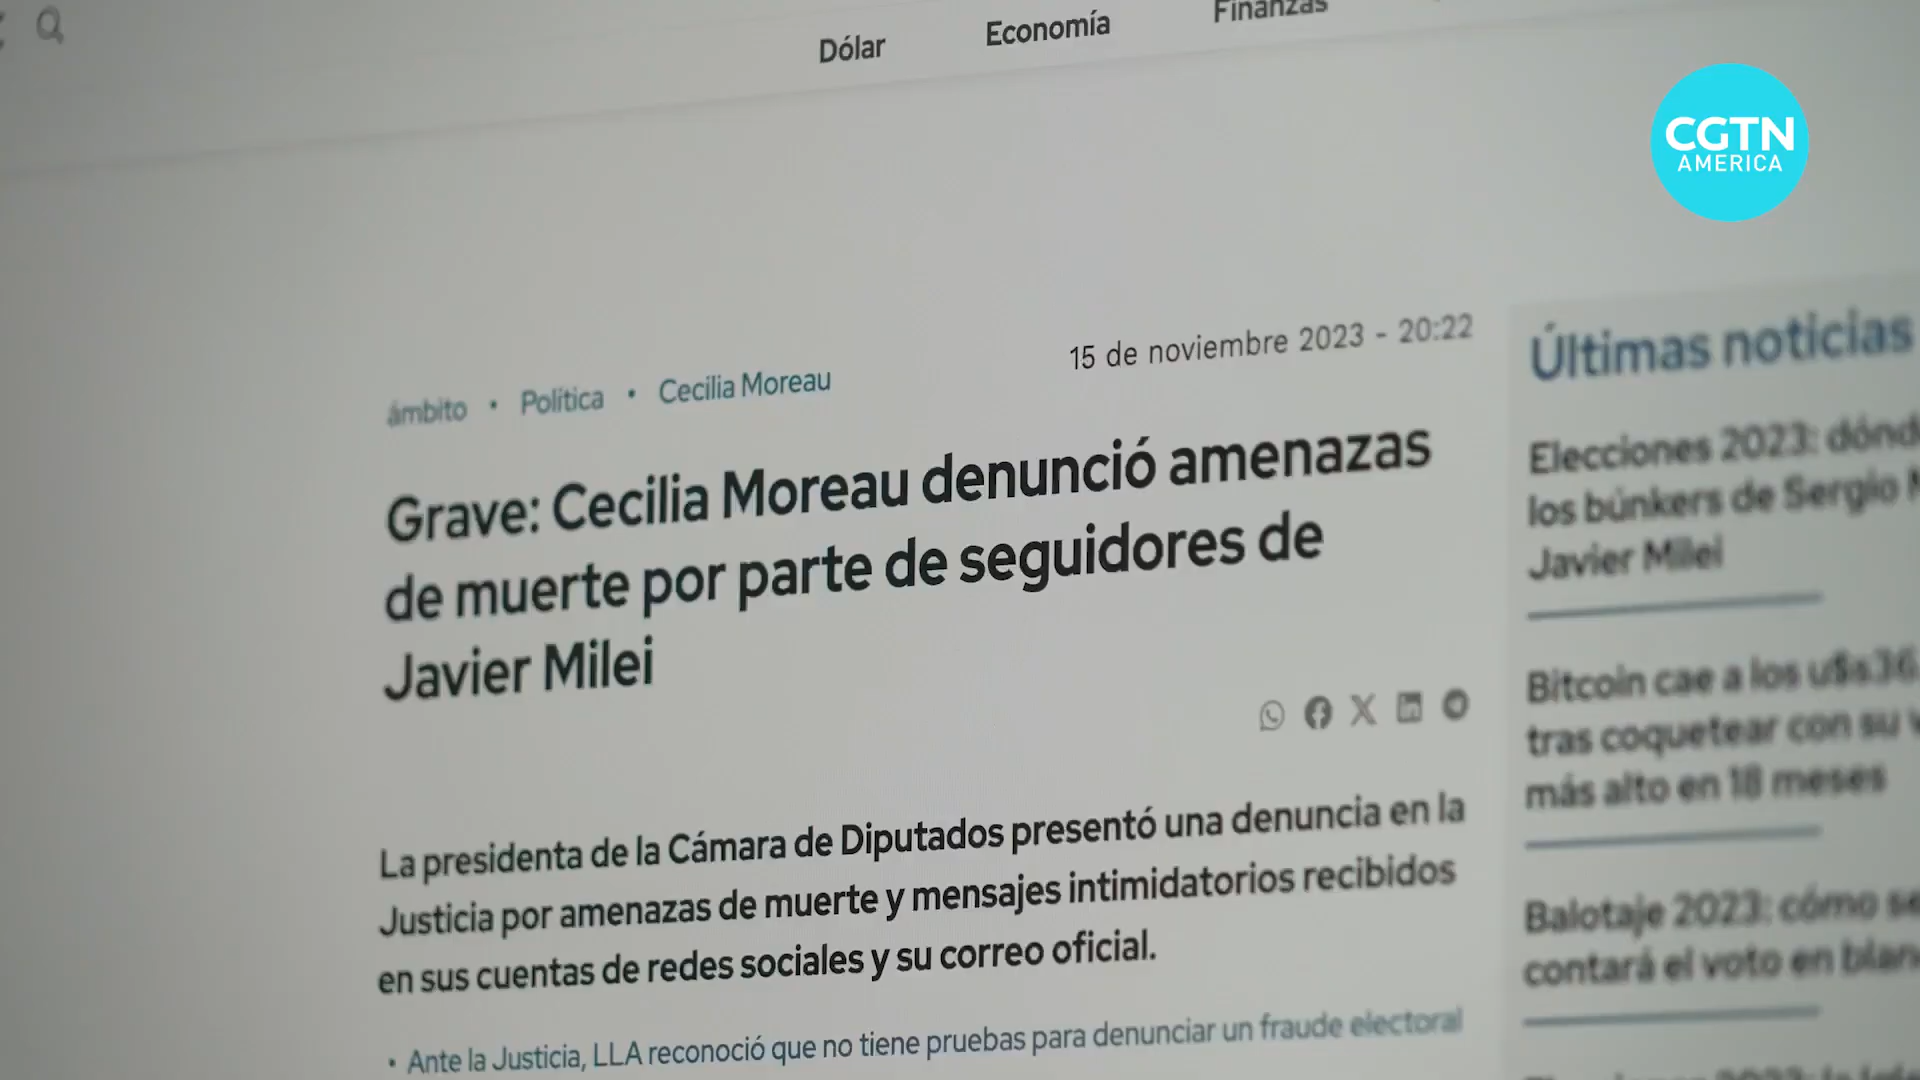 Dólar
Economía
Finanzas
CGTN
AMERICA
15 de noviembre 2023 - 20:22
ámbito • Política • Cecilia Moreau
Grave: Cecilia Moreau denunció amenazas
de muerte por parte de seguidores de
Javier Milei
La presidenta de la Cámara de Diputados presentó una denuncia en la
Justicia por amenazas de muerte y mensajes intimidatorios recibidos
en sus cuentas de redes sociales y su correo oficial.
• Ante la Justicia, LLA reconoció que no tiene pruebas para denunciar un fraude electoral
Últimas noticias
Elecciones 2023: dónd
los búnkers de Sergio M
Javier Milei
Bitcoin cae a los u$s36.
tras coquetear con su v
más alto en 18 meses
Balotaje 2023: cómo se
contará el voto en blan